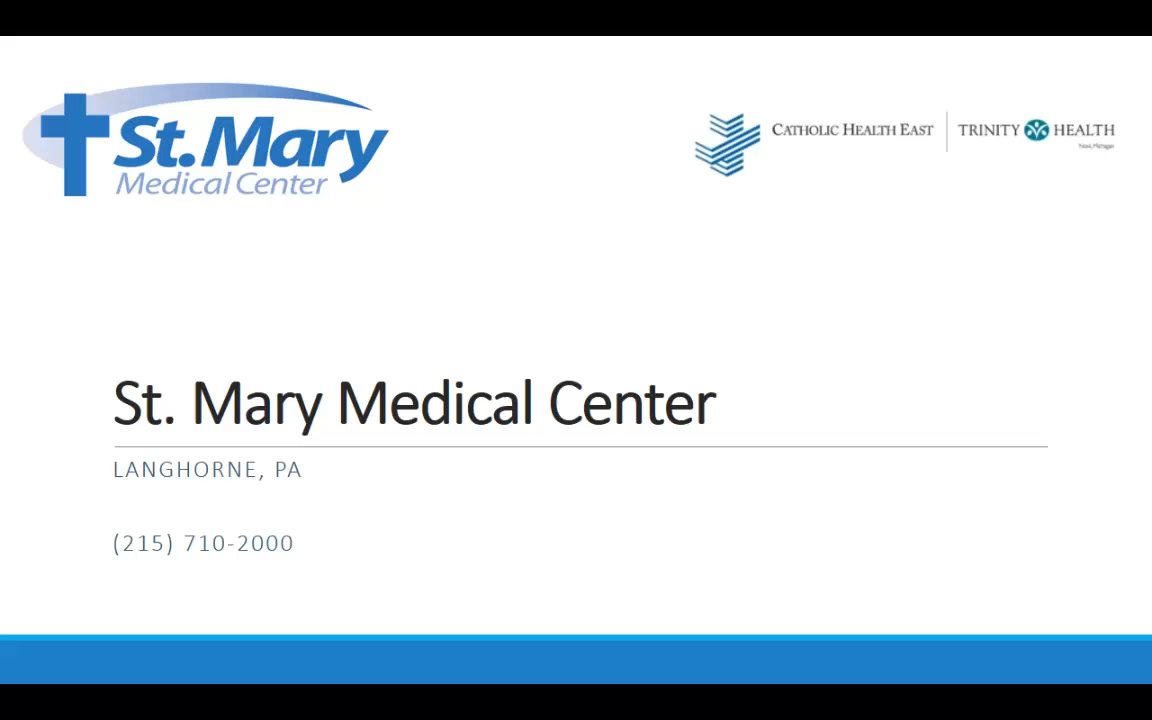 St. Mary
Medical Center
CATHOLIC HEALTH EAST
TRINITY HEALTH
St. Mary Medical Center
LANGHORNE, PA
(215) 710-2000